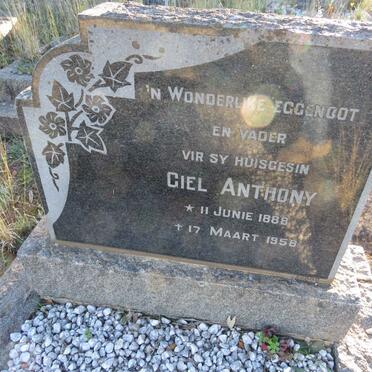 'N WONDERLIKE EGGENOOT
EN VADER
VIR SY HUISGESIN
GIEL ANTHONY
* 11 JUNIE 1888
† 17 MAART 1958